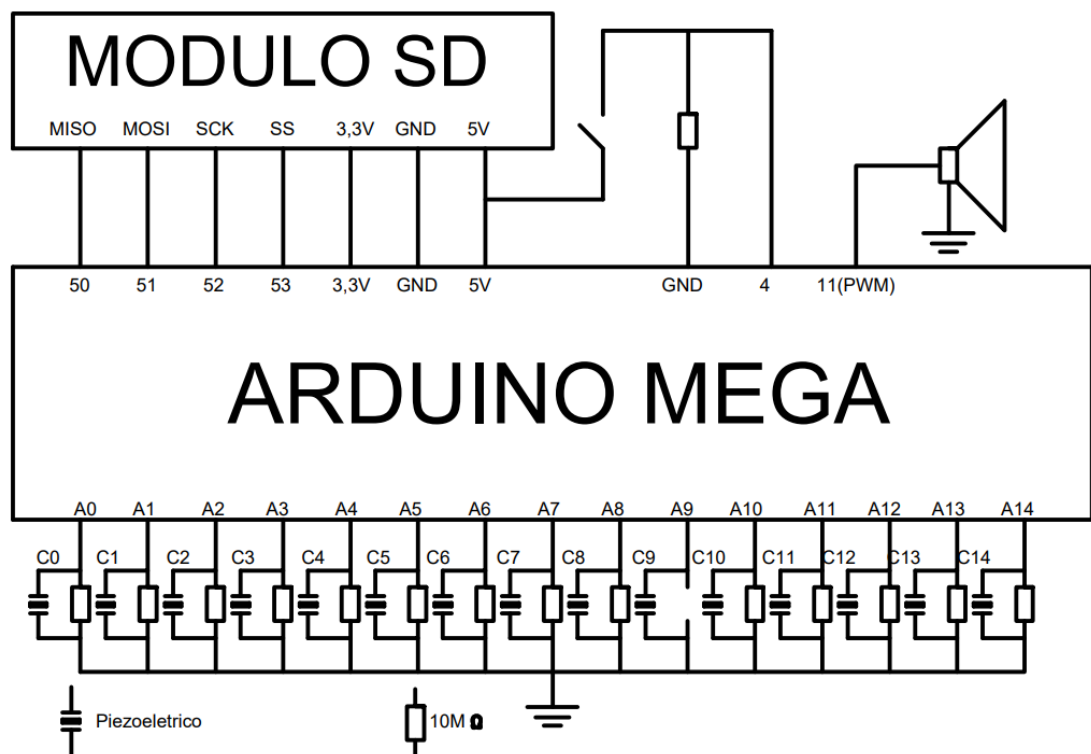 MODULO SD
MISO MOSI SCK SS 3,3V GND 5V
50 51 52 53 3,3V GND 5V GND 4 11(PWM)
ARDUINO MEGA
A0 A1 A2 A3 A4 A5 A6 A7 A8 A9 A10 A11 A12 A13 A14
C0 C1 C2 C3 C4 C5 C6 C7 C8 C9 C10 C11 C12 C13 C14
Piezoeletrico 10M Ω